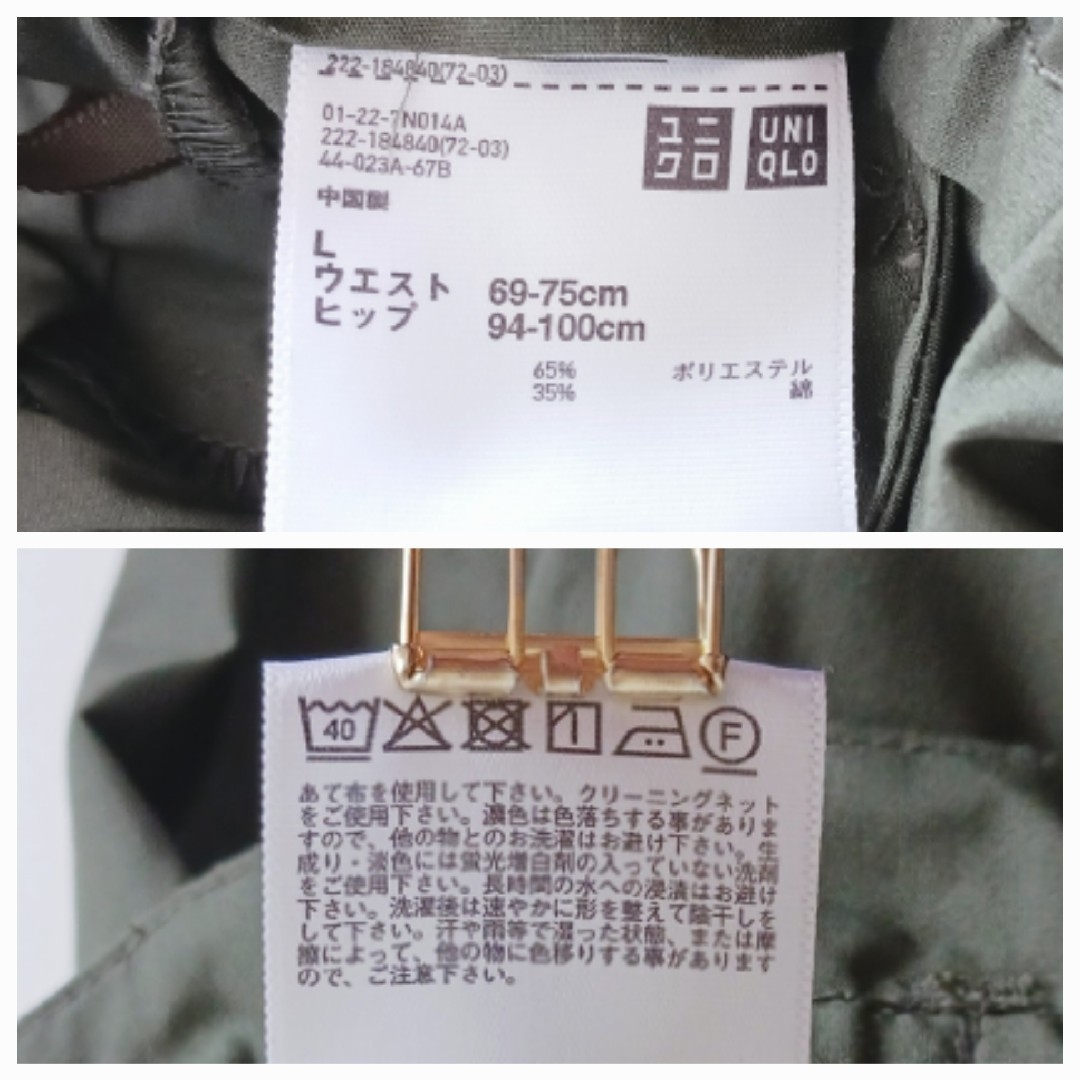 222-184840(72-03)
01-22-7N014A
222-184840(72-03)
44-023A-67B
中国製
ユニ
クロ
UNI
QLO
L
ウエスト 69-75cm
ヒップ 94-100cm
65% ポリエステル
35% 綿
40
F
あて布を使用して下さい。クリーニングネット
をご使用下さい。濃色は色落ちする事がありま
すので、他の物とのお洗濯はお避け下さい。生
成り・淡色には蛍光増白剤の入っていない洗剤
をご使用下さい。長時間の水への浸漬はお避け
下さい。洗濯後は速やかに形を整えて陰干しを
して下さい。汗や雨等で湿った状態、または摩
擦によって、他の物に色移りする事があります
ので、ご注意下さい。